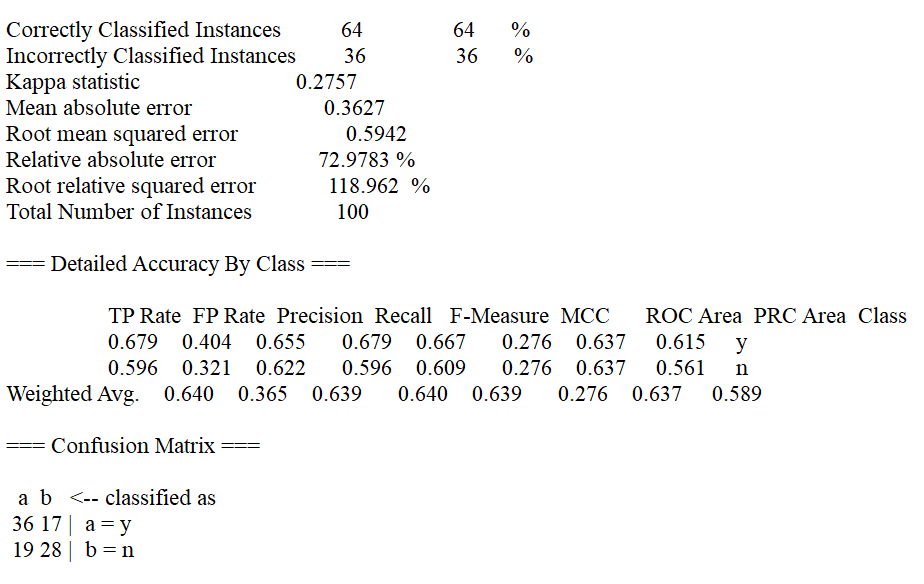 Correctly Classified Instances 64 64 %
Incorrectly Classified Instances 36 36 %
Kappa statistic 0.2757
Mean absolute error 0.3627
Root mean squared error 0.5942
Relative absolute error 72.9783 %
Root relative squared error 118.962 %
Total Number of Instances 100
=== Detailed Accuracy By Class ===
TP Rate FP Rate Precision Recall F-Measure MCC ROC Area PRC Area Class
0.679 0.404 0.655 0.679 0.667 0.276 0.637 0.615 y
0.596 0.321 0.622 0.596 0.609 0.276 0.637 0.561 n
Weighted Avg. 0.640 0.365 0.639 0.640 0.639 0.276 0.637 0.589
=== Confusion Matrix ===
a b <-- classified as
36 17 | a = y
19 28 | b = n